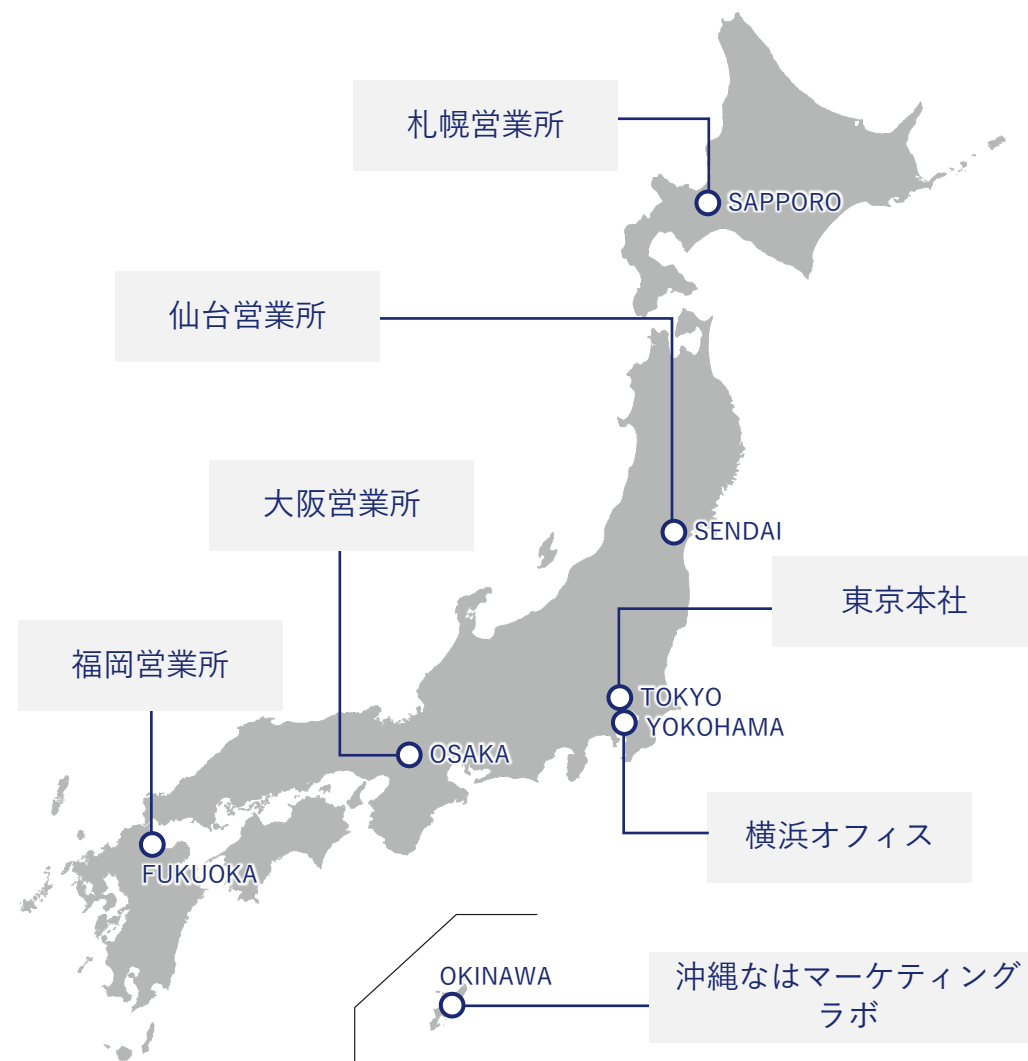 札幌営業所
SAPPORO
仙台営業所
大阪営業所
SENDAI
東京本社
福岡営業所
TOKYO
YOKOHAMA
OSAKA
横浜オフィス
FUKUOKA
OKINAWA
沖縄なはマーケティング
ラボ